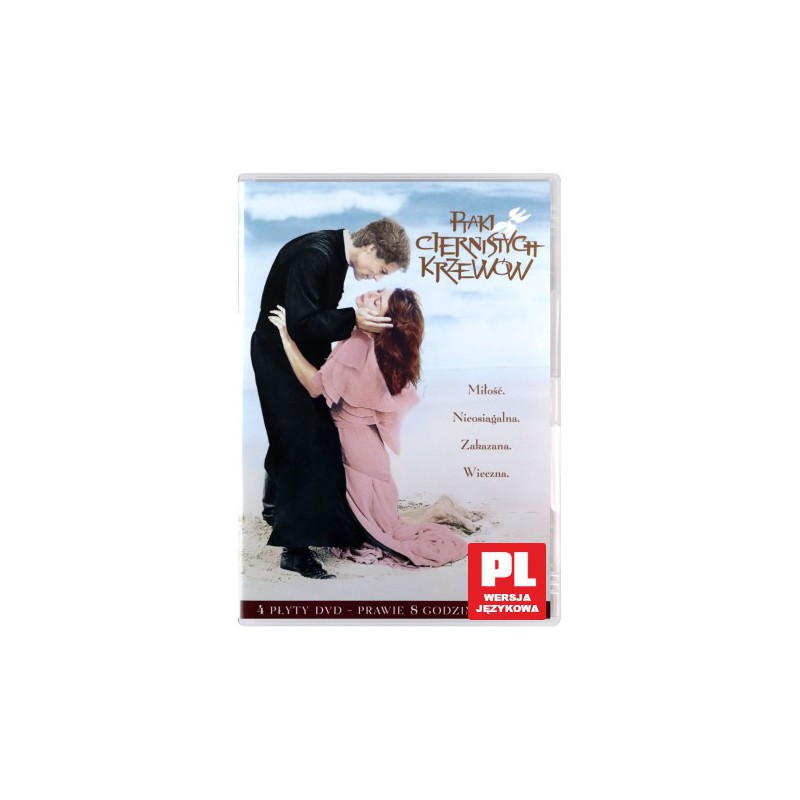 PTAKI
CIERNISTYCH
KRZEWÓW
Miłość.
Nieosiągalna.
Zakazana.
Wieczna.
4 PŁYTY DVD - PRAWIE 8 GODZIN
PL
WERSJA
JĘZYKOWA